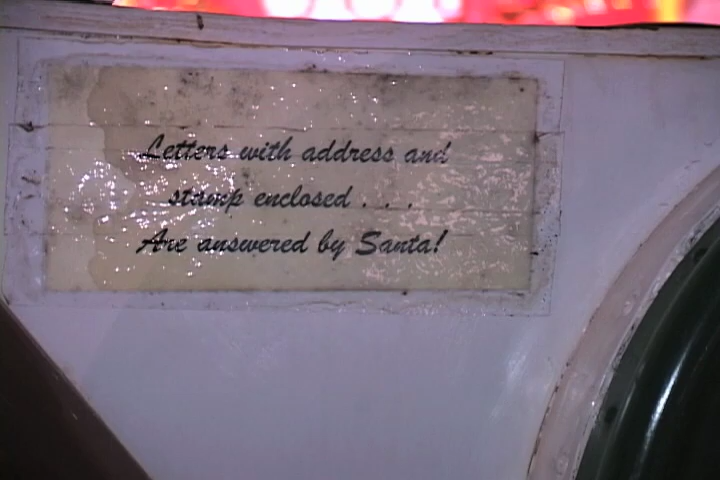 Letters with address and
stamp enclosed . . .
Are answered by Santa!